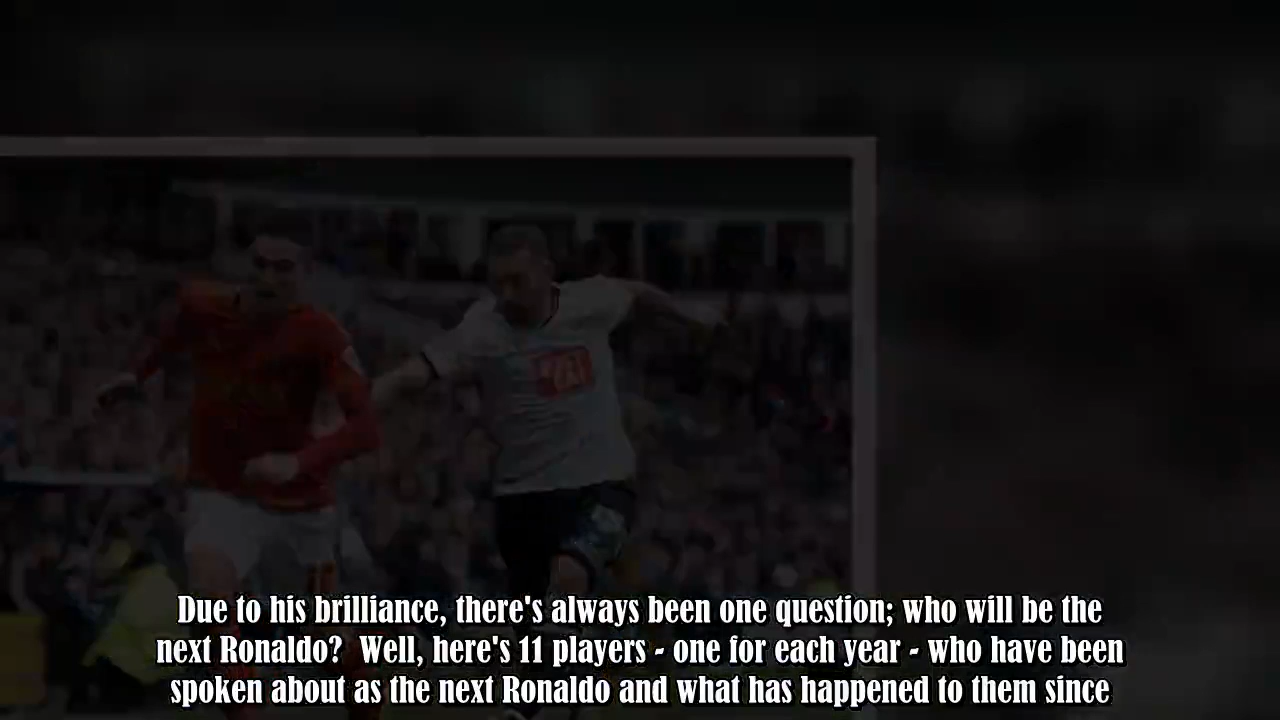 Due to his brilliance, there's always been one question; who will be the
next Ronaldo?  Well, here's 11 players - one for each year - who have been
spoken about as the next Ronaldo and what has happened to them since